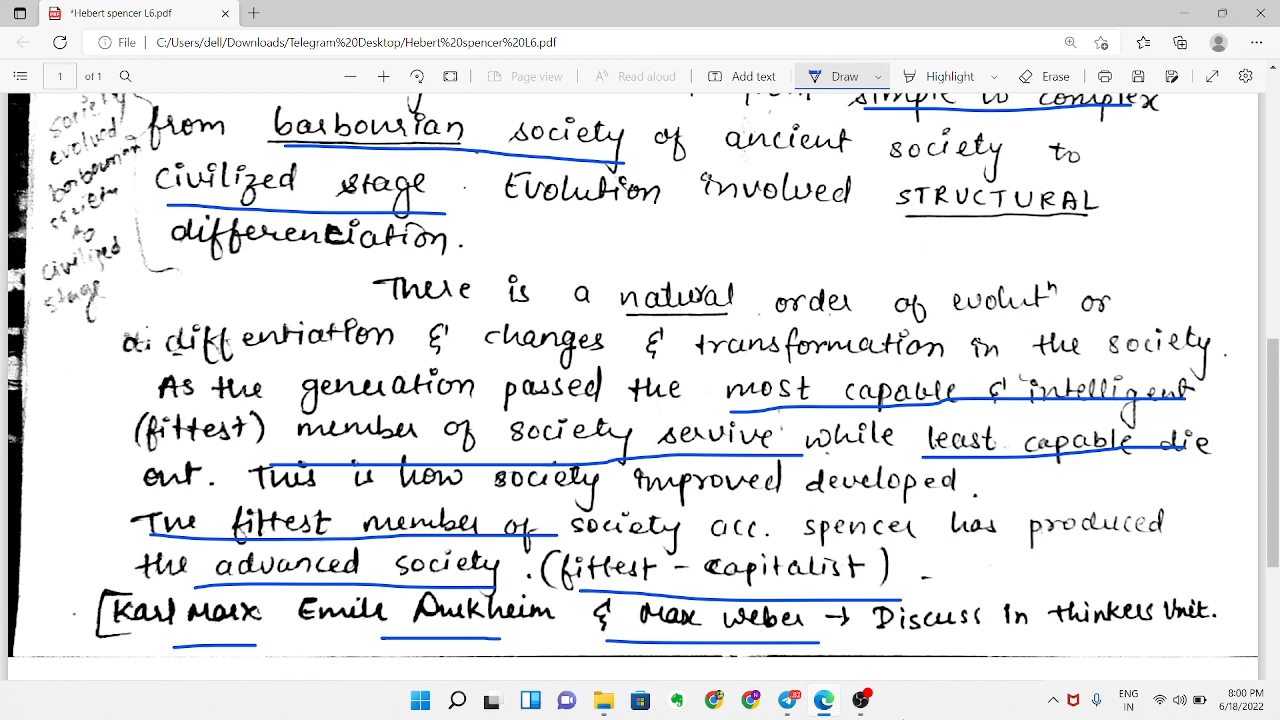 *Hebert spencer L6.pdf
File C:/Users/dell/Downloads/Telegram%20Desktop/Hebert%20spencer%20L6.pdf
1 of 1 Page view Read aloud Add text Draw Highlight Erase
simple to complex
from barbourian society of ancient society to
civilized stage. Evolution involved STRUCTURAL
differenciation.
society
evolved
barbourian
to
civilized
stage
There is a natural order of evolutn or
diffentiation & changes & transformation in the society.
As the generation passed the most capable & intelligent
(fittest) member of society servive while least capable die
out. This is how society improved developed.
The fittest member of society acc. spencer has produced
the advanced society. (fittest - capitalist).
[Karl Marx Emile Durkheim & Max weber → Discuss in thinkers Unit.
82
ENG
IN
8:00 PM
6/18/2022